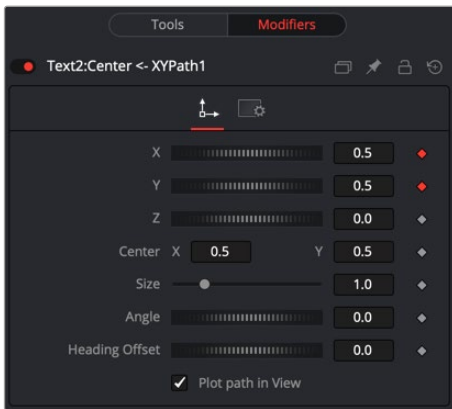 Tools Modifiers
Text2:Center <- XYPath1
X 0.5
Y 0.5
Z 0.0
Center X 0.5 Y 0.5
Size 1.0
Angle 0.0
Heading Offset 0.0
Plot path in View